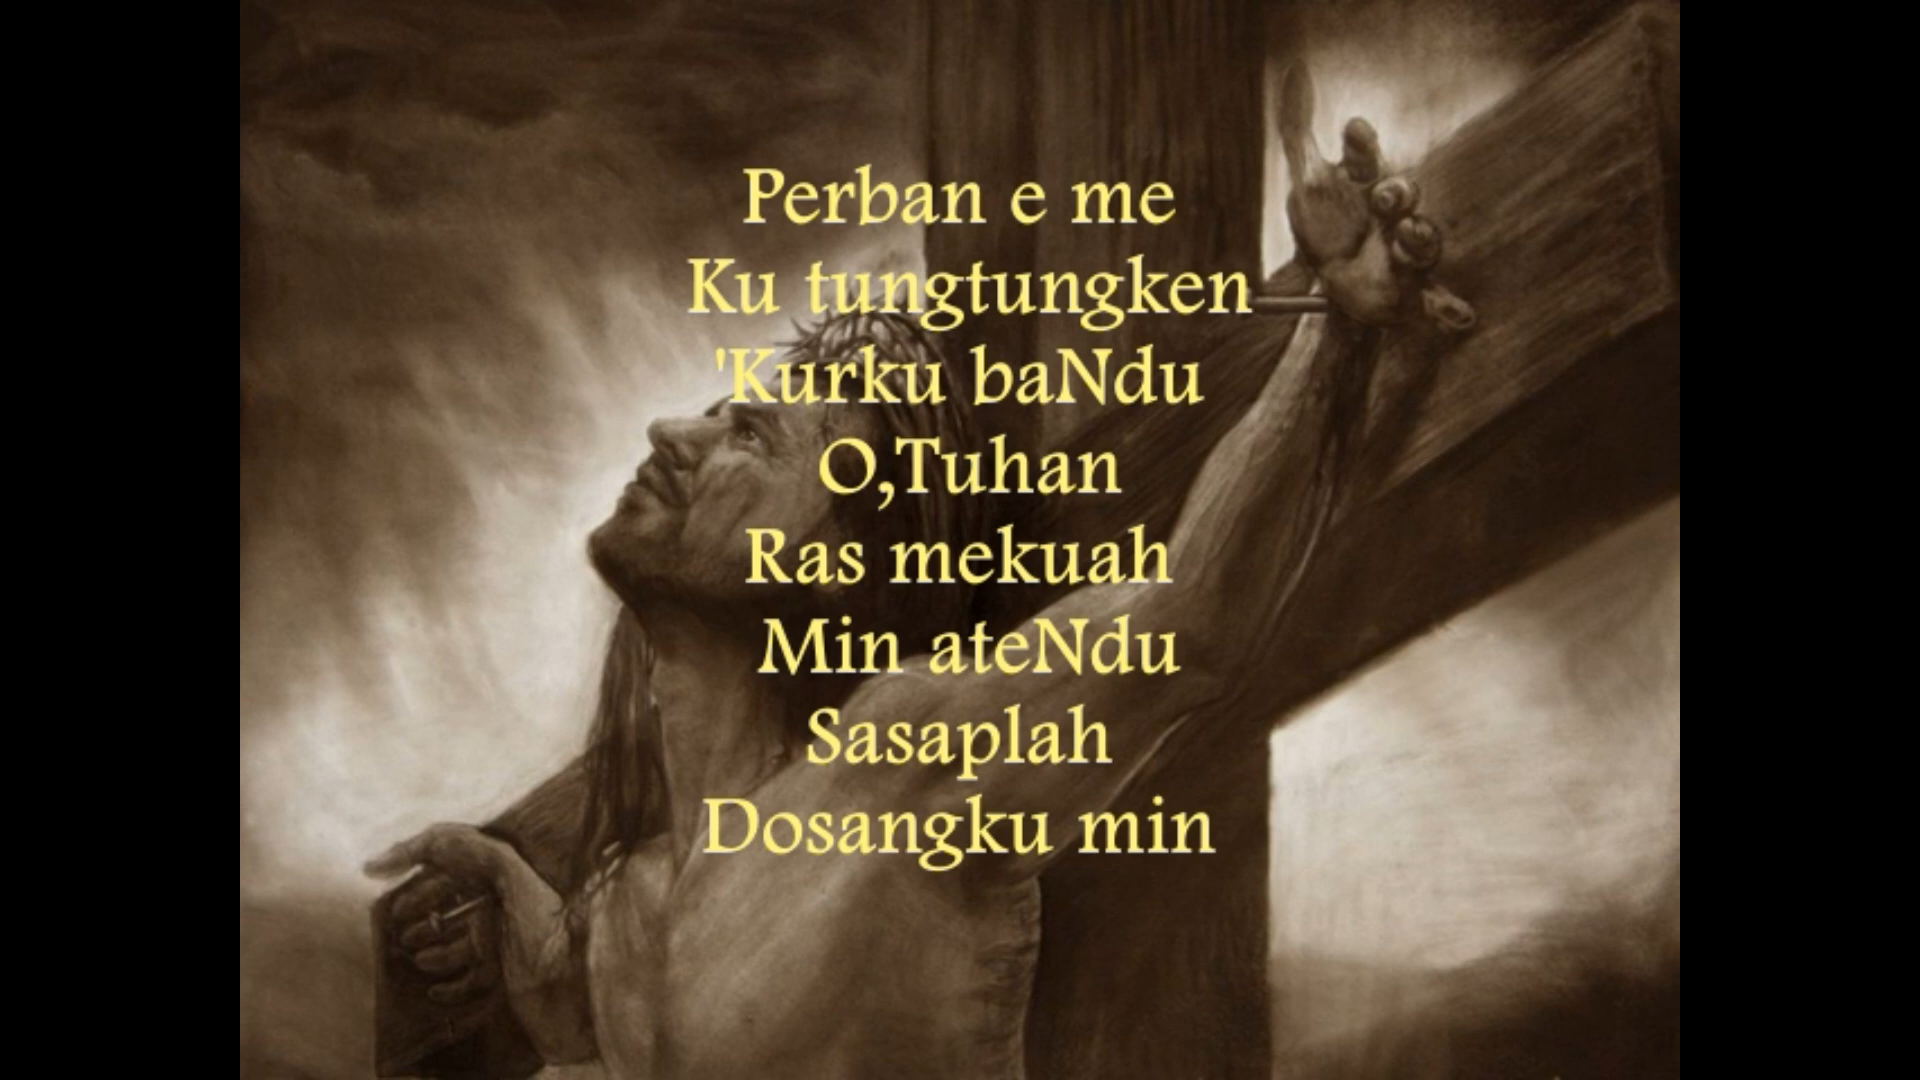 Perban e me
Ku tungtungken
'Kurku baNdu
O,Tuhan
Ras mekuah
Min ateNdu
Sasaplah
Dosangku min